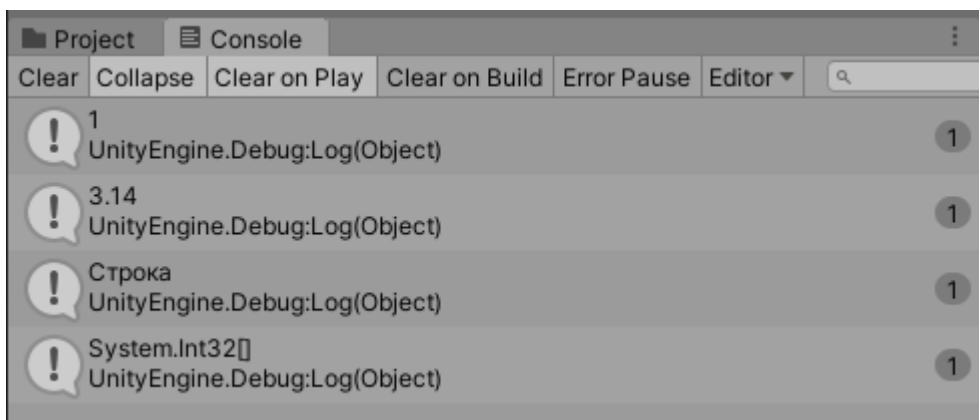 Project Console
Clear Collapse Clear on Play Clear on Build Error Pause Editor
1
UnityEngine.Debug:Log(Object)
1
3.14
UnityEngine.Debug:Log(Object)
1
Строка
UnityEngine.Debug:Log(Object)
1
System.Int32[]
UnityEngine.Debug:Log(Object)
1